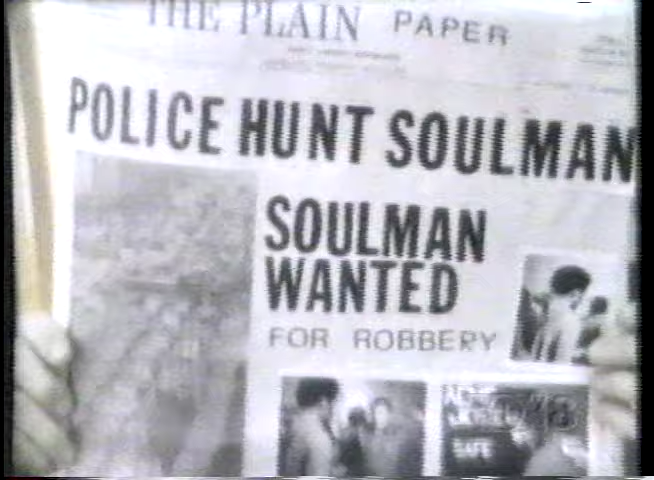 THE PLAIN PAPER
POLICE HUNT SOULMAN
SOULMAN
WANTED
FOR ROBBERY
SAFE